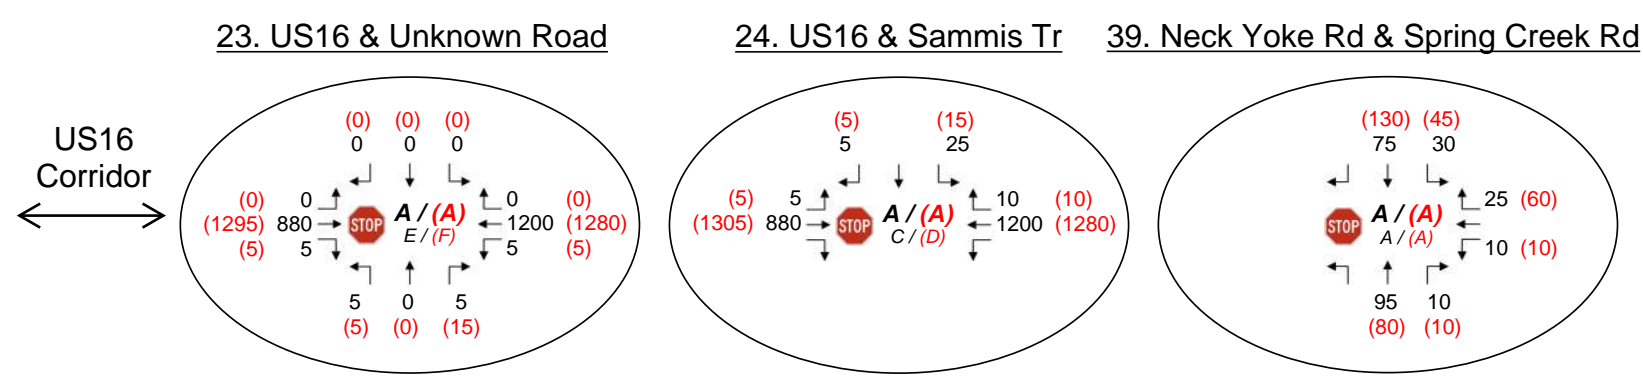 23. US16 & Unknown Road
24. US16 & Sammis Tr
39. Neck Yoke Rd & Spring Creek Rd
US16
Corridor
(0) (0) (0)
0 0 0
(0) 0
(1295) 880
(5) 5
STOP
A / (A)
E / (F)
0 (0)
1200 (1280)
5 (5)
5 0 5
(5) (0) (15)
(5) (15)
5 25
(5) 5
(1305) 880
STOP
A / (A)
C / (D)
10 (10)
1200 (1280)
(130) (45)
75 30
STOP
A / (A)
A / (A)
25 (60)
10 (10)
95 10
(80) (10)